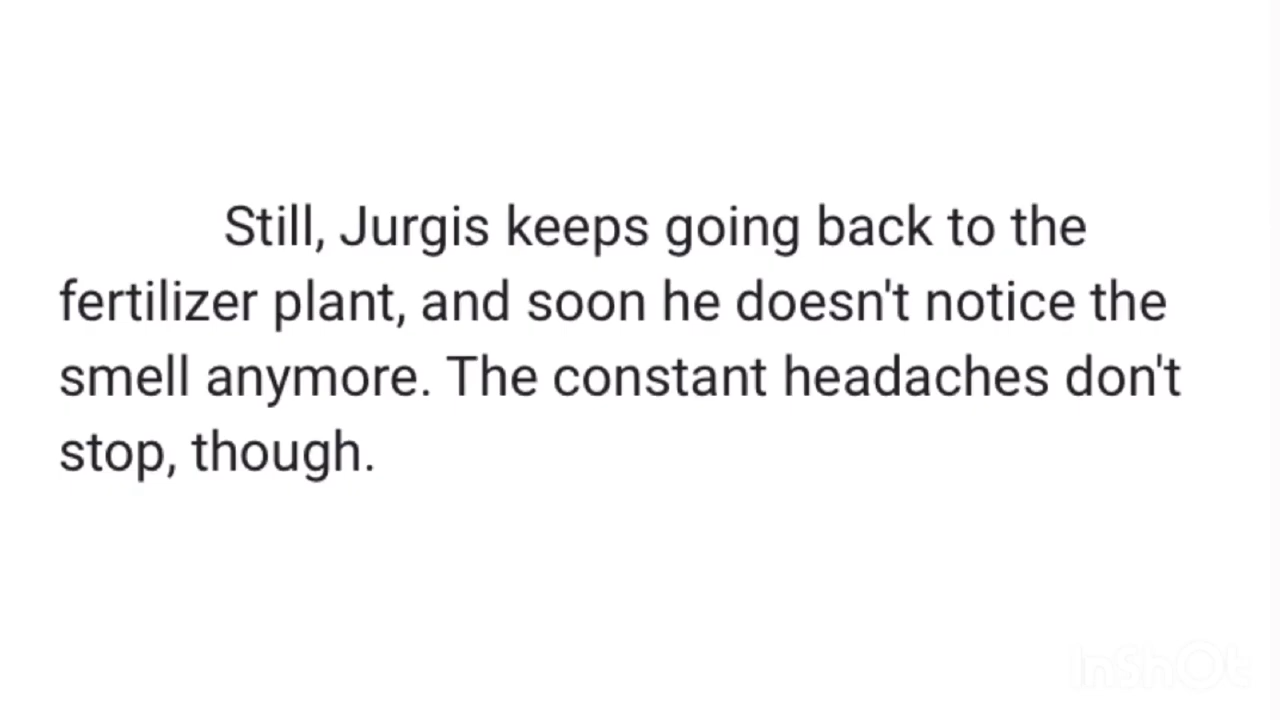 Still, Jurgis keeps going back to the
fertilizer plant, and soon he doesn't notice the
smell anymore. The constant headaches don't
stop, though.
InShOt